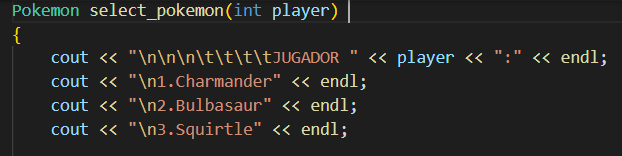 Pokemon select_pokemon(int player)
{
cout << "\n\n\n\t\t\t\t\tJUGADOR " << player << ":" << endl;
cout << "\n1.Charmander" << endl;
cout << "\n2.Bulbasaur" << endl;
cout << "\n3.Squirtle" << endl;